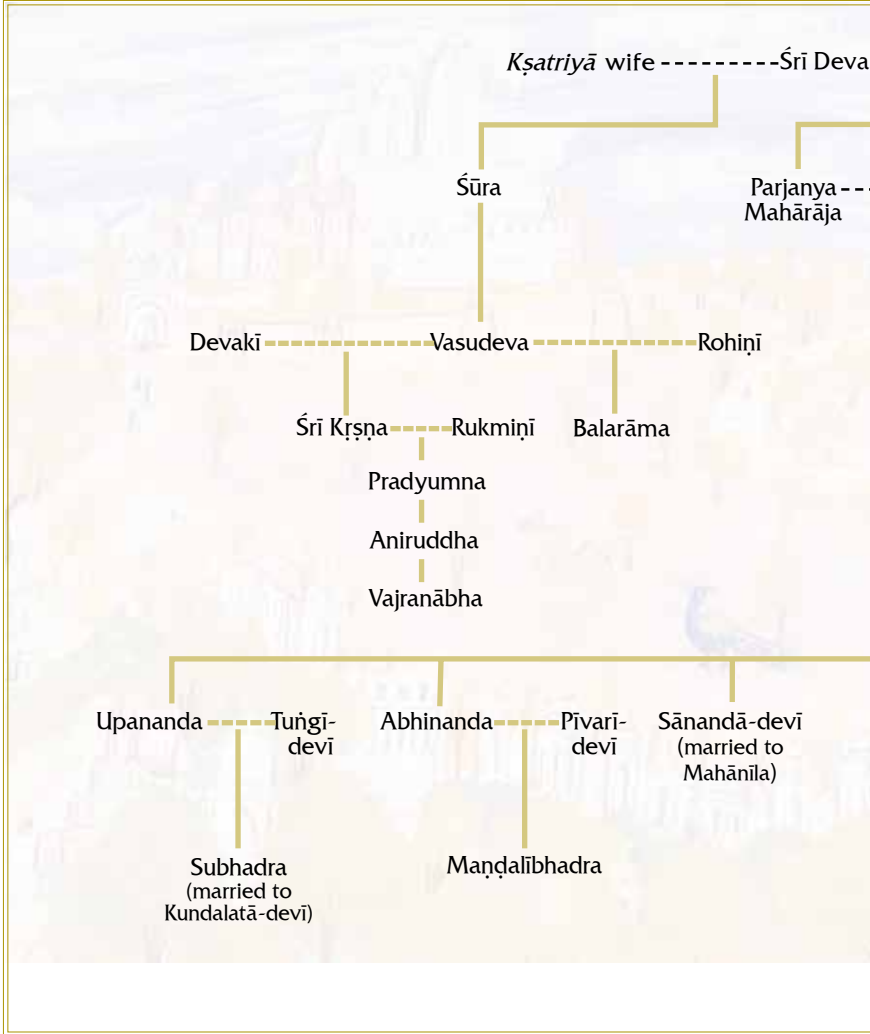 Kṣatriyā wife Śrī Deva
Śūra Parjanya
Mahārāja
Devakī Vasudeva Rohiṇī
Śrī Kṛṣṇa Rukmiṇī Balarāma
Pradyumna
Aniruddha
Vajranābha
Upananda Tuṅgī- Abhinanda Pīvarī- Sānandā-devī
devī devī (married to
Mahānīla)
Subhadra Maṇḍalībhadra
(married to
Kundalatā-devī)